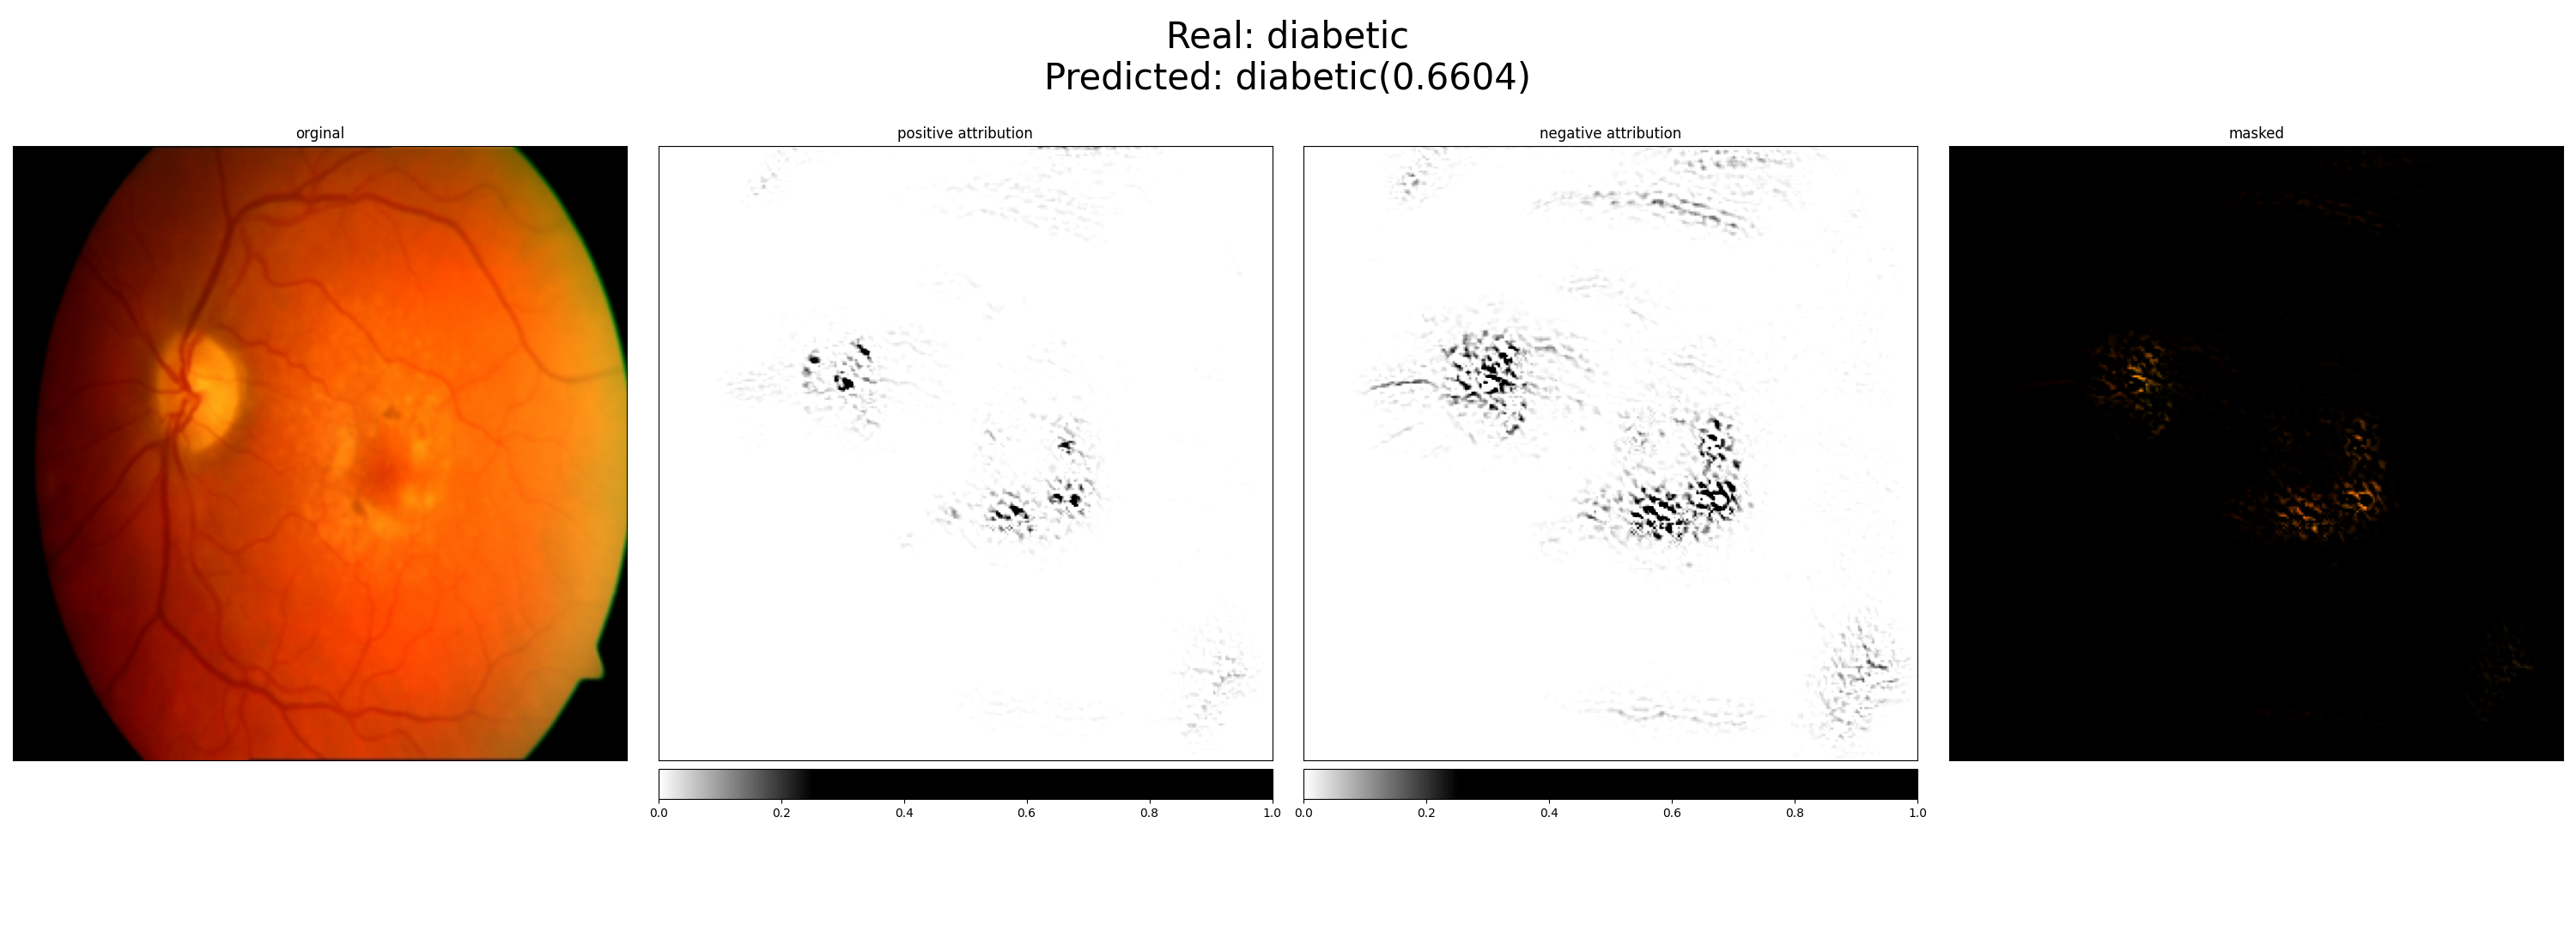 Real: diabetic
Predicted: diabetic(0.6604)
orginal
positive attribution
negative attribution
masked
0.0 0.2 0.4 0.6 0.8 1.0
0.0 0.2 0.4 0.6 0.8 1.0